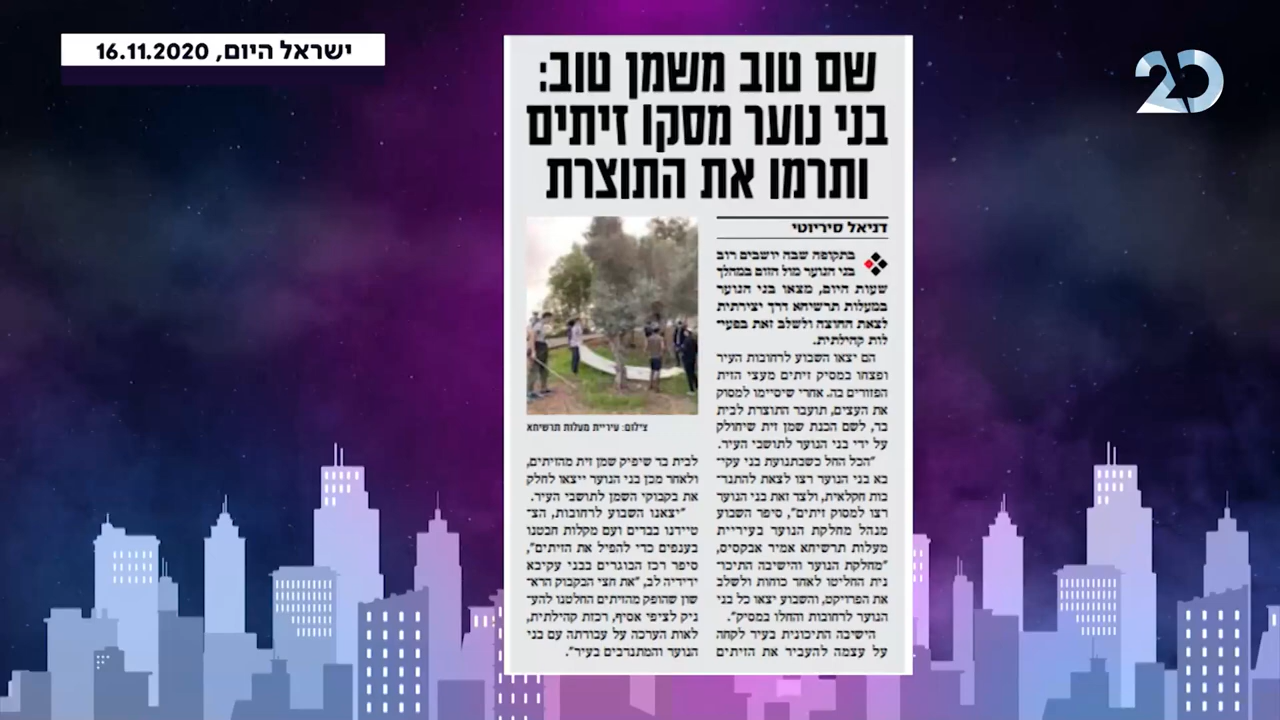 ישראל היום, 16.11.2020
20
שם טוב משמן טוב:
בני נוער מסקו זיתים
ותרמו את התוצרת
דניאל סיריוטי
בתקופה שבה יושבים רוב
בני הנוער מול הזום במהלך
שעות היום, מצאו בני הנוער
במעלות תרשיחא דרך יצירתית
לצאת החוצה ולשלב זאת בפעי־
לות קהילתית.
הם יצאו השבוע לרחובות העיר
ופצחו במסיק זיתים מעצי הזית
הפזורים בה. אחרי שיסיימו למסוק
את העצים, תועבר התוצרת לבית
בד, לשם הכנת שמן זית שיחולק
על ידי בני הנוער לתושבי העיר.
"הכל החל כשבתנועת בני עקי־
בא בני הנוער רצו לצאת להתנד־
בות חקלאית, ולצד זאת בני הנוער
רצו למסוק זיתים", סיפר השבוע
מנהל מחלקת הנוער בעיריית
מעלות תרשיחא אמיר אבקסיס,
"מחלקת הנוער והישיבה התיכו־
נית החליטו לאחד כוחות ולשלב
את הפרויקט, והשבוע יצאו כל בני
הנוער לרחובות והחלו במסיק".
הישיבה התיכונית בעיר לקחה
על עצמה להעביר את הזיתים
צילום: עיריית מעלות תרשיחא
לבית בד שיפיק שמן זית מהזיתים,
ולאחר מכן בני הנוער ייצאו לחלק
את בקבוקי השמן לתושבי העיר.
"יצאנו השבוע לרחובות, הצ־
טיידנו בברים ועם מקלות חבטנו
בענפים כדי להפיל את הזיתים",
סיפר רכז הבוגרים בבני עקיבא
ידידיה לב, "את חצי הבקבוק הרא־
שון שהופק מהזיתים החלטנו להע־
ניק לציפי אסיף, רכזת קהילתית,
לאות הערכה על עבודתה עם בני
הנוער והמתנדבים בעיר".